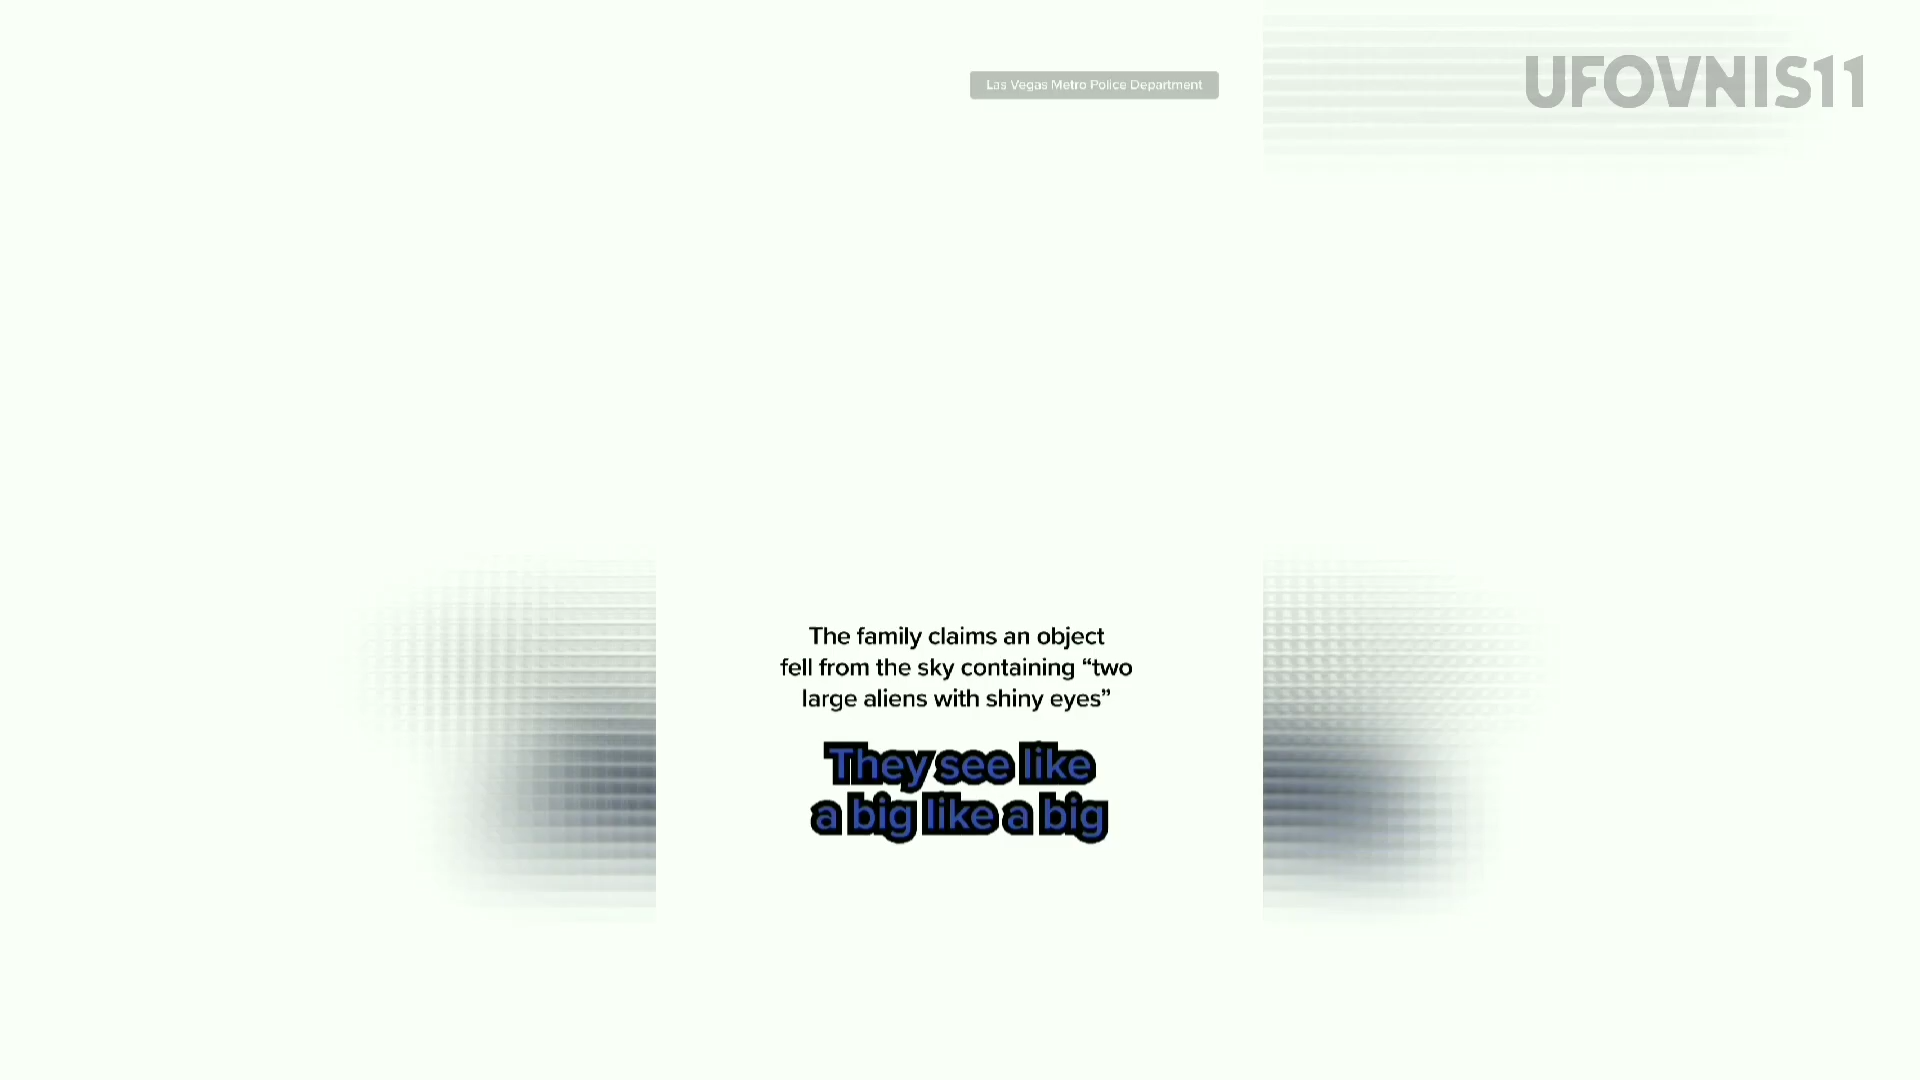 Las Vegas Metro Police Department
UFOVNIS11
The family claims an object
fell from the sky containing “two
large aliens with shiny eyes”
They see like
a big like a big